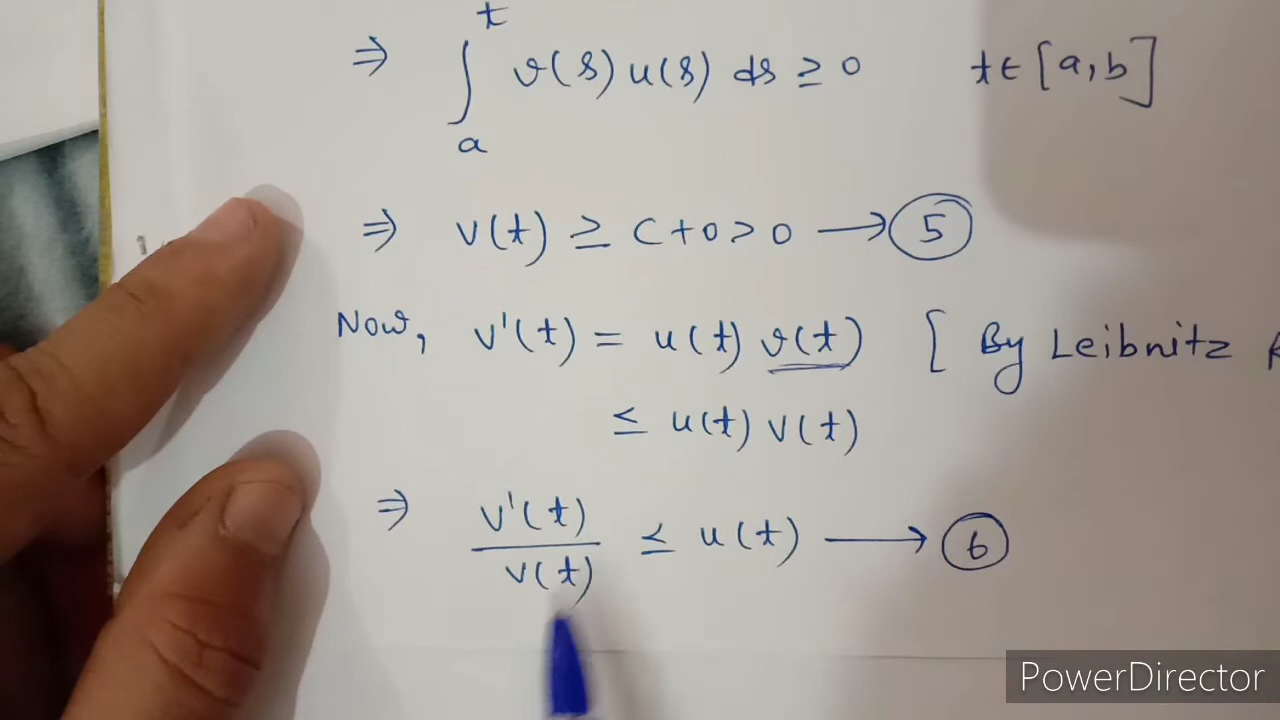 ⇒ ∫ₐᵗ v(s) u(s) ds ≥ 0 t ∈ [a, b]
⇒ V(t) ≥ C + 0 > 0 → ⑤
Now, V'(t) = u(t) v(t) [ By Leibnitz
≤ u(t) V(t)
⇒ V'(t) / V(t) ≤ u(t) → ⑥
PowerDirector